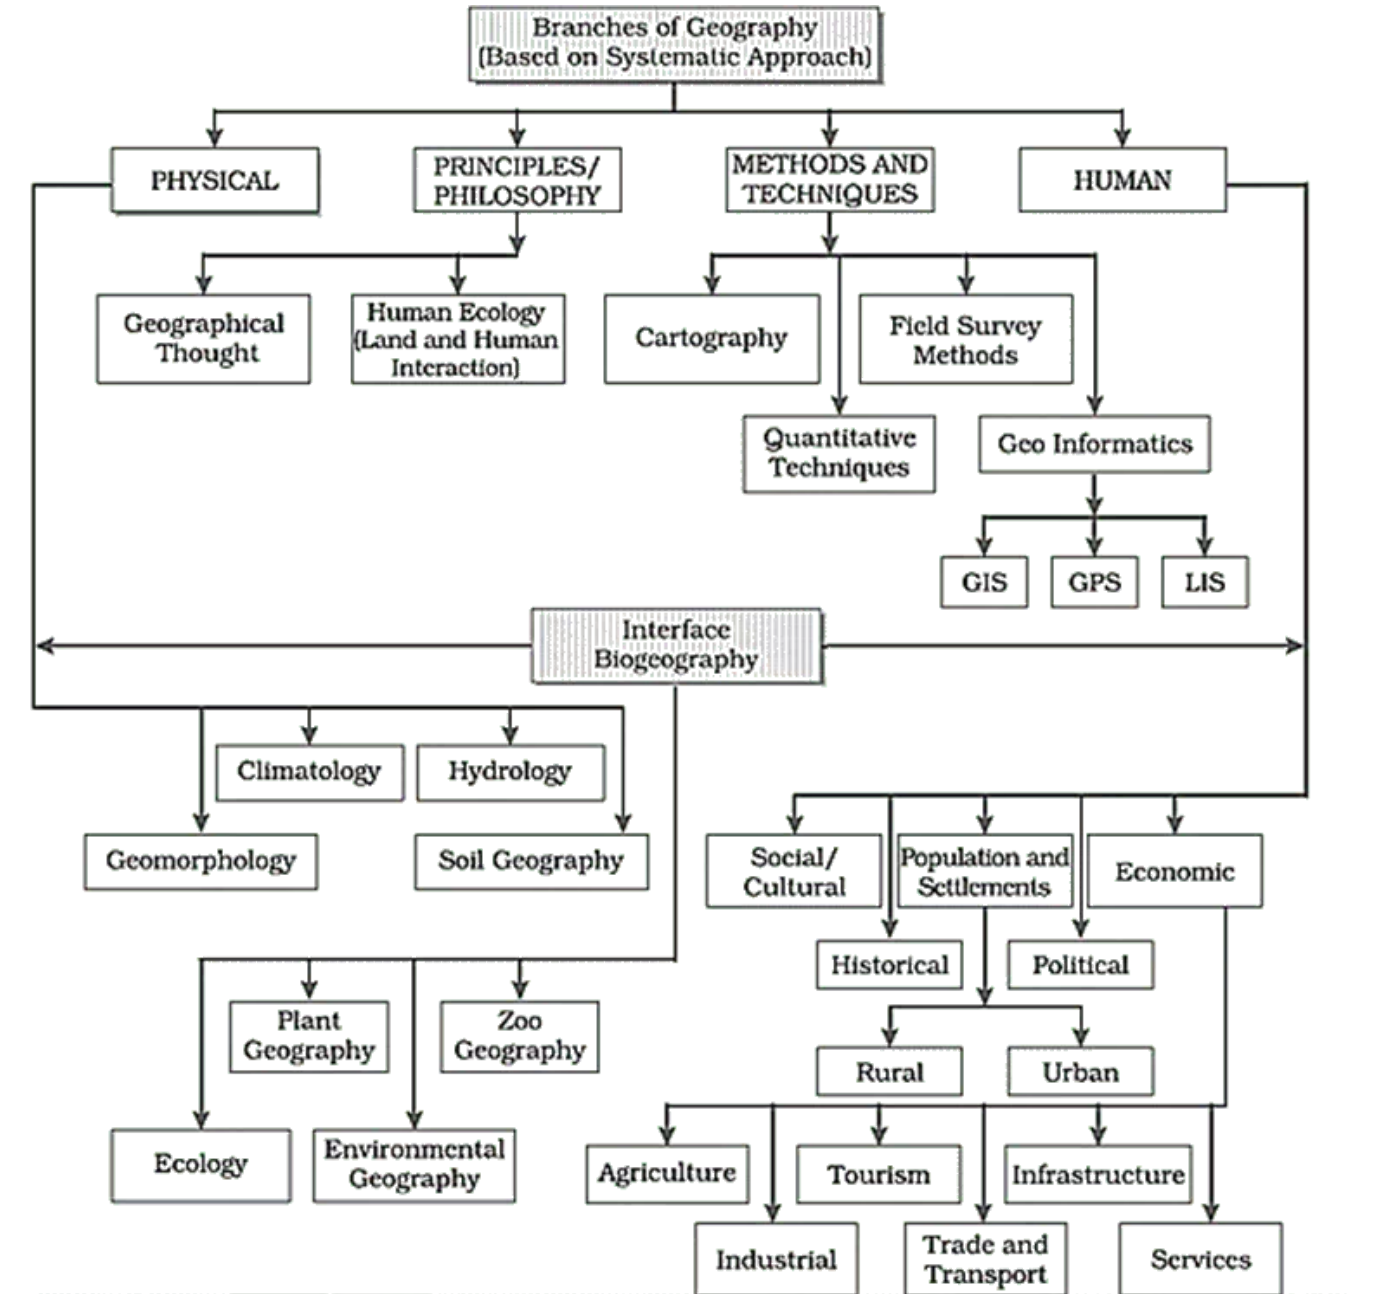 Branches of Geography
(Based on Systematic Approach)
PHYSICAL
PRINCIPLES/
PHILOSOPHY
METHODS AND
TECHNIQUES
HUMAN
Geographical
Thought
Human Ecology
(Land and Human
Interaction)
Cartography
Field Survey
Methods
Quantitative
Techniques
Geo Informatics
GIS
GPS
LIS
Interface
Biogeography
Climatology
Hydrology
Geomorphology
Soil Geography
Social/
Cultural
Population and
Settlements
Economic
Historical
Political
Plant
Geography
Zoo
Geography
Rural
Urban
Ecology
Environmental
Geography
Agriculture
Tourism
Infrastructure
Industrial
Trade and
Transport
Services